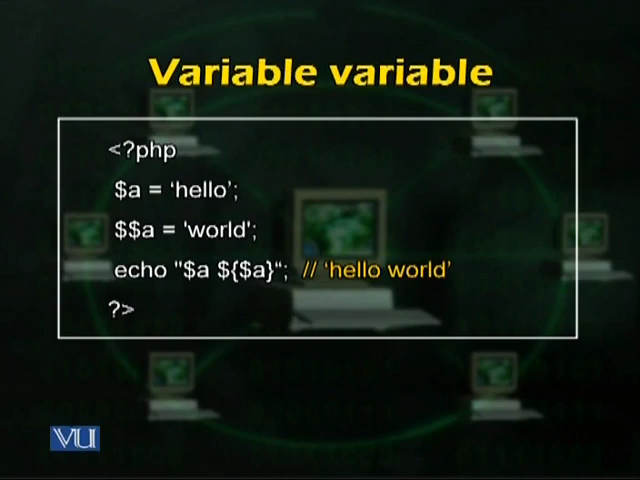 Variable variable
<?php
$a = ‘hello’;
$$a = 'world';
echo "$a ${$a}“; // ‘hello world’
?>
VU